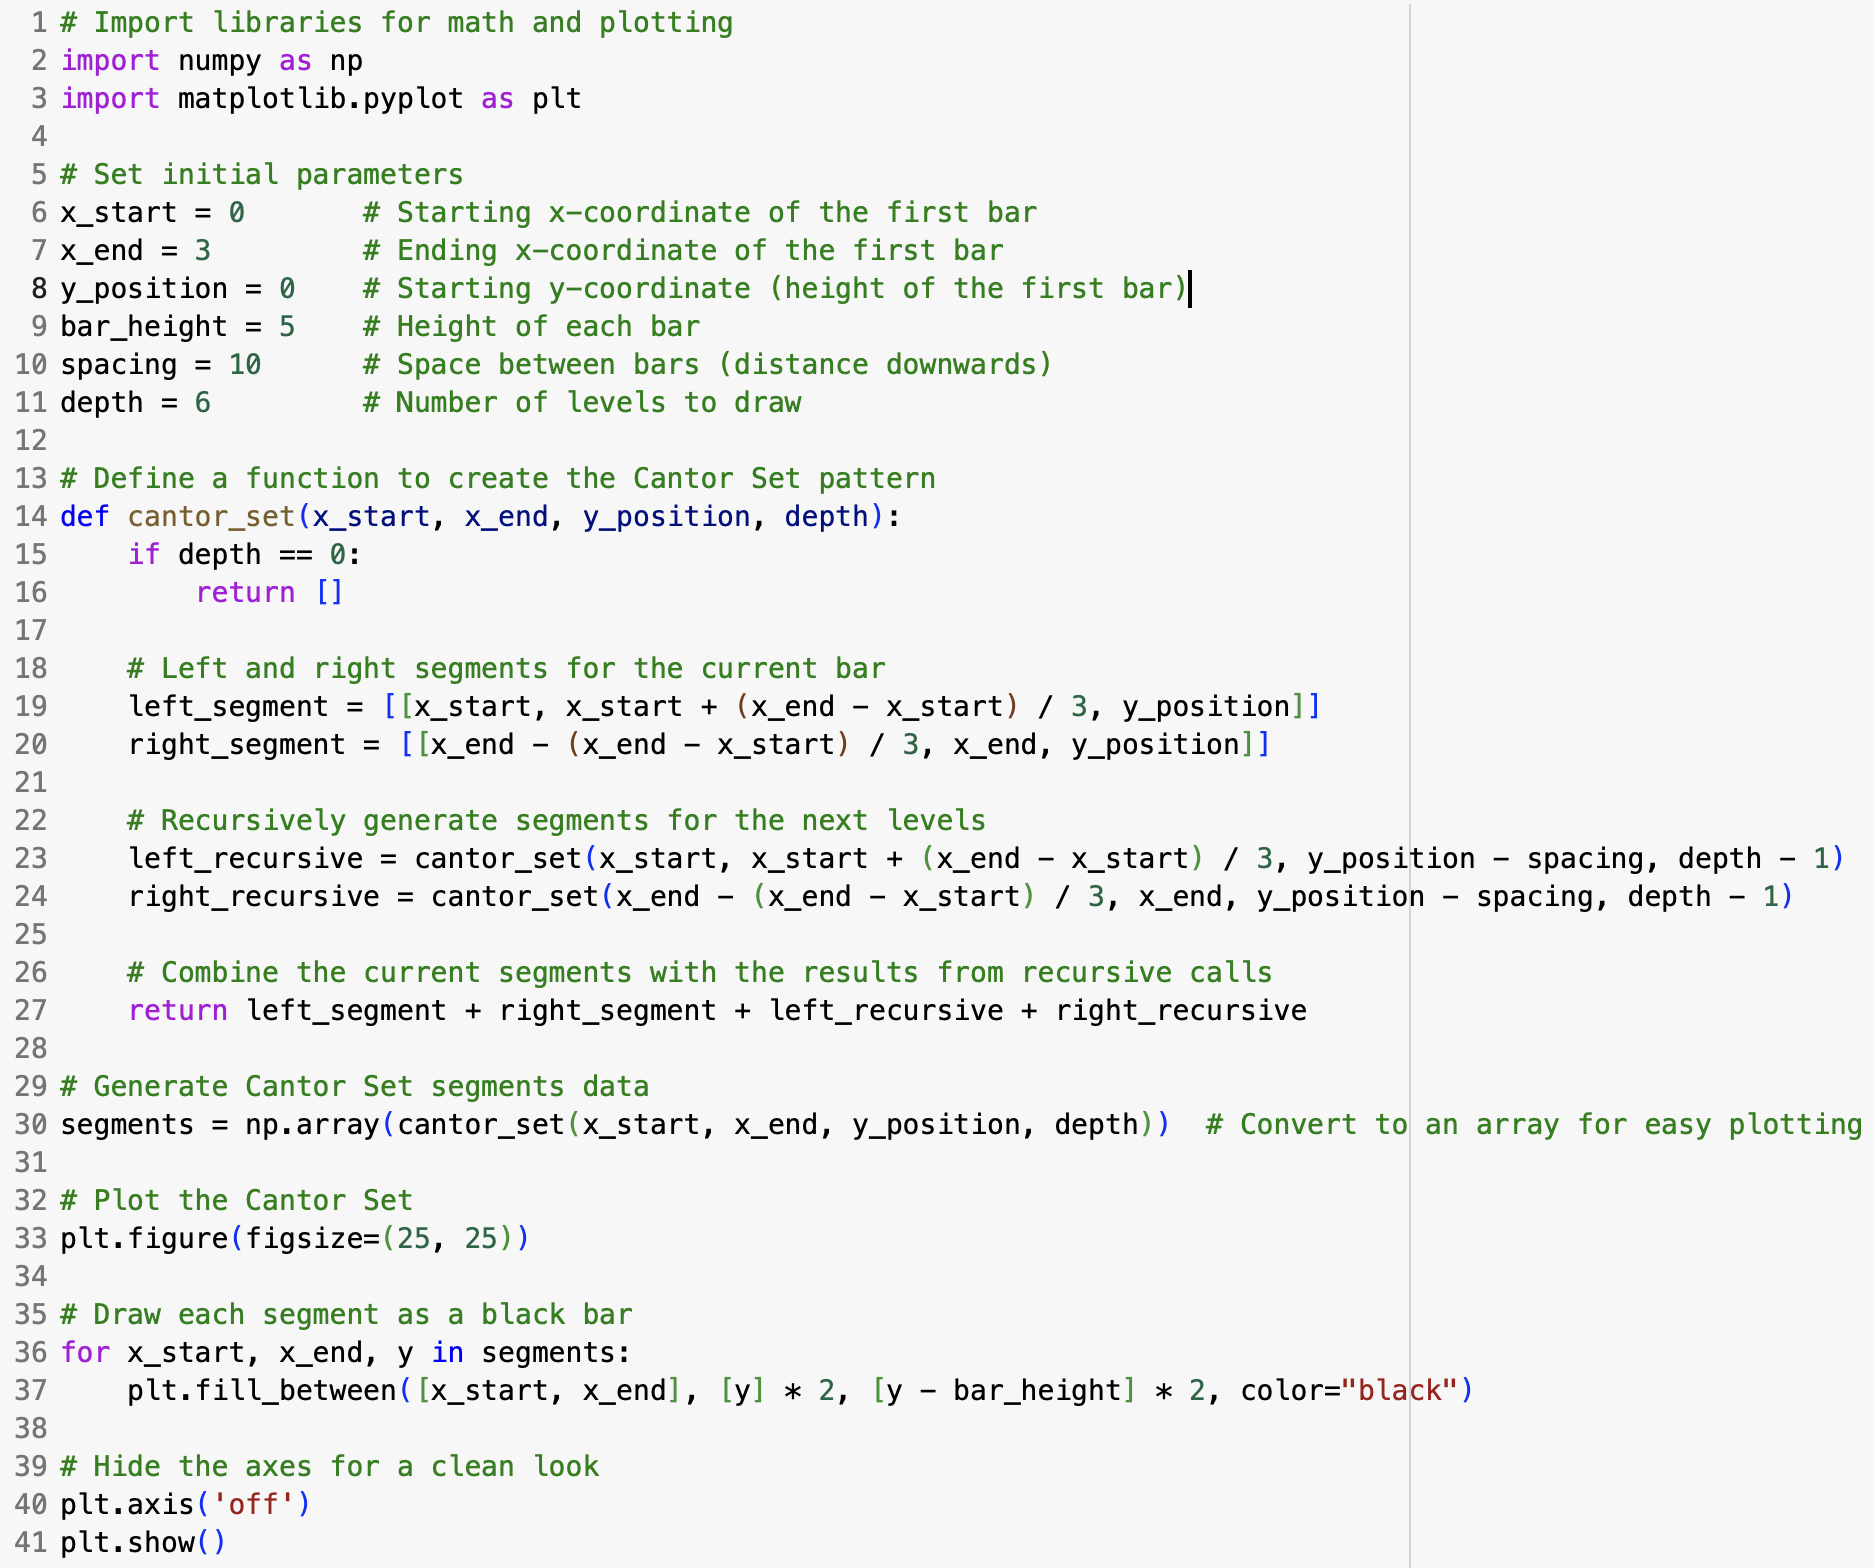 1 # Import libraries for math and plotting
2 import numpy as np
3 import matplotlib.pyplot as plt
4
5 # Set initial parameters
6 x_start = 0       # Starting x-coordinate of the first bar
7 x_end = 3         # Ending x-coordinate of the first bar
8 y_position = 0    # Starting y-coordinate (height of the first bar)
9 bar_height = 5    # Height of each bar
10 spacing = 10      # Space between bars (distance downwards)
11 depth = 6         # Number of levels to draw
12
13 # Define a function to create the Cantor Set pattern
14 def cantor_set(x_start, x_end, y_position, depth):
15     if depth == 0:
16         return []
17
18     # Left and right segments for the current bar
19     left_segment = [[x_start, x_start + (x_end - x_start) / 3, y_position]]
20     right_segment = [[x_end - (x_end - x_start) / 3, x_end, y_position]]
21
22     # Recursively generate segments for the next levels
23     left_recursive = cantor_set(x_start, x_start + (x_end - x_start) / 3, y_position - spacing, depth - 1)
24     right_recursive = cantor_set(x_end - (x_end - x_start) / 3, x_end, y_position - spacing, depth - 1)
25
26     # Combine the current segments with the results from recursive calls
27     return left_segment + right_segment + left_recursive + right_recursive
28
29 # Generate Cantor Set segments data
30 segments = np.array(cantor_set(x_start, x_end, y_position, depth))  # Convert to an array for easy plotting
31
32 # Plot the Cantor Set
33 plt.figure(figsize=(25, 25))
34
35 # Draw each segment as a black bar
36 for x_start, x_end, y in segments:
37     plt.fill_between([x_start, x_end], [y] * 2, [y - bar_height] * 2, color="black")
38
39 # Hide the axes for a clean look
40 plt.axis('off')
41 plt.show()